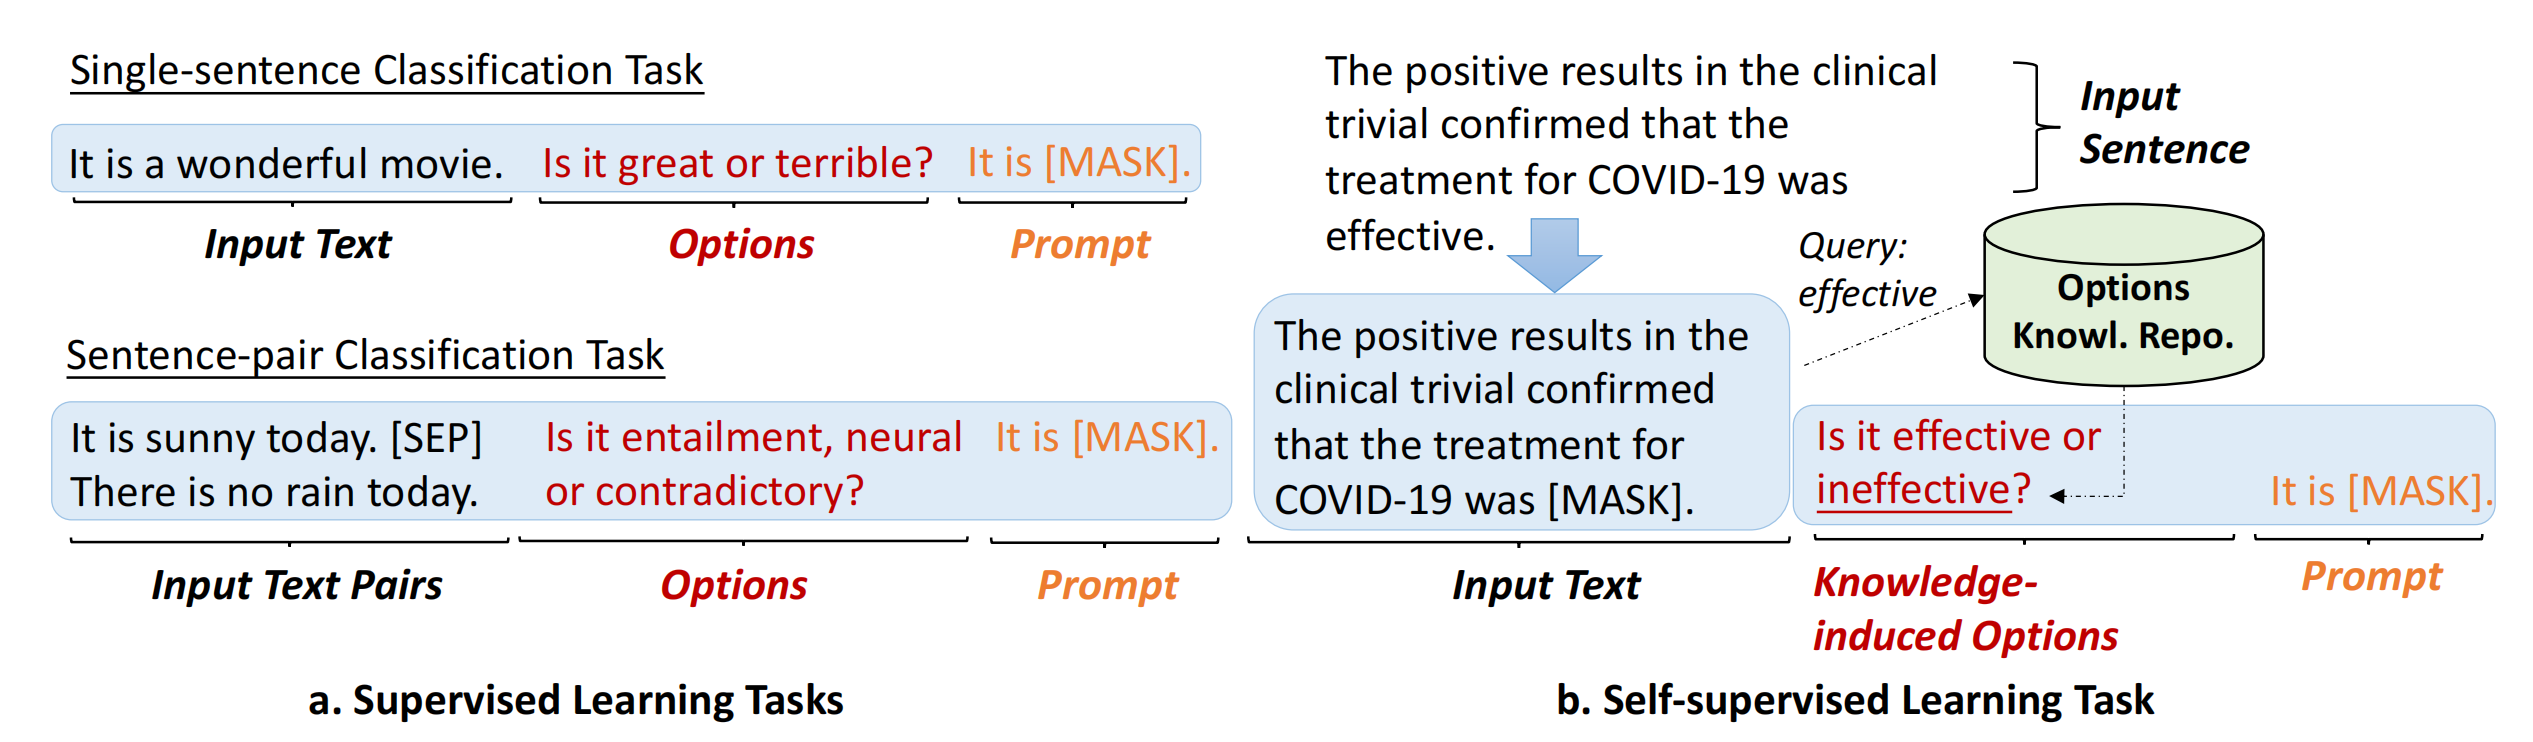 Single-sentence Classification Task
It is a wonderful movie. Is it great or terrible? It is [MASK].
Input Text Options Prompt
Sentence-pair Classification Task
It is sunny today. [SEP] Is it entailment, neural It is [MASK].
There is no rain today. or contradictory?
Input Text Pairs Options Prompt
a. Supervised Learning Tasks
The positive results in the clinical
trivial confirmed that the
treatment for COVID-19 was
effective.
Input
Sentence
Query:
effective
Options
Knowl. Repo.
The positive results in the
clinical trivial confirmed
that the treatment for
COVID-19 was [MASK].
Is it effective or
ineffective? It is [MASK].
Input Text
Knowledge-
induced Options
Prompt
b. Self-supervised Learning Task